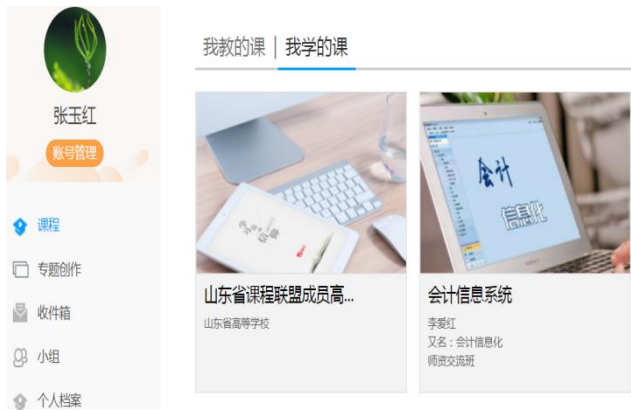 张玉红
账号管理
课程
专题创作
收件箱
小组
个人档案
我教的课 | 我学的课
山东省课程联盟成员高...
山东省高等学校
会计
信息化
会计信息系统
李爱红
又名：会计信息化
师资交流班